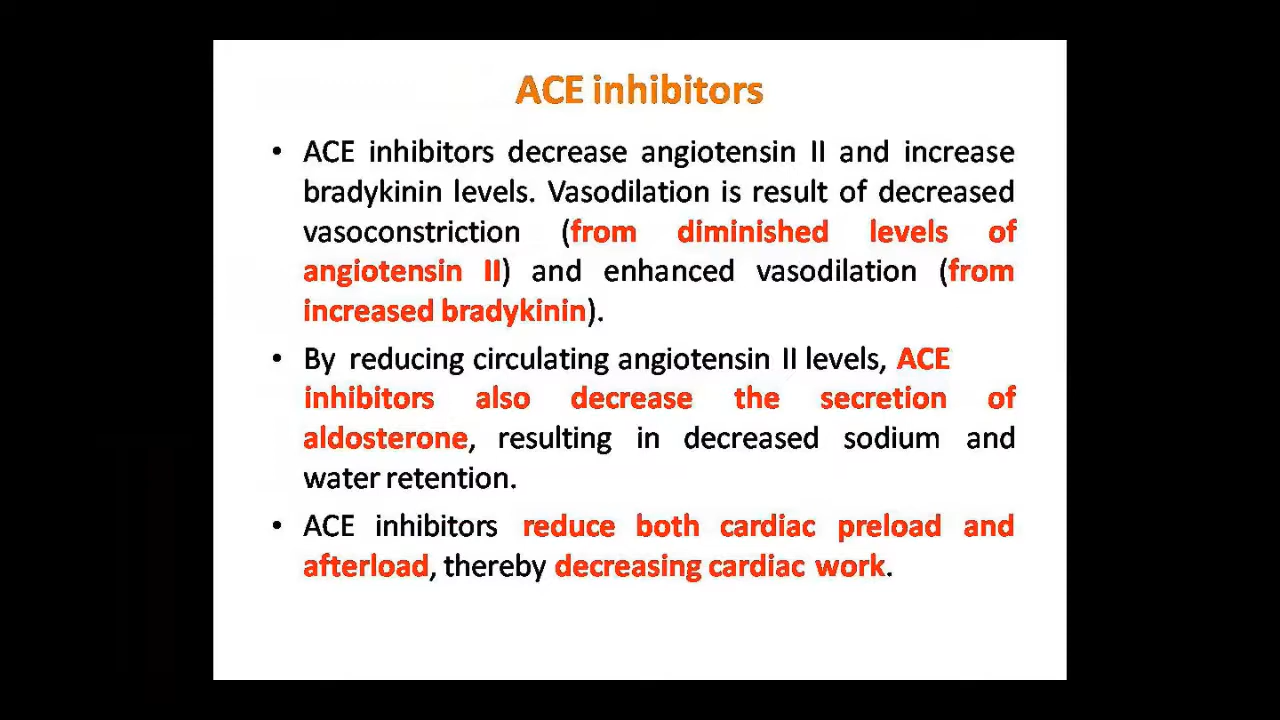 ACE inhibitors
• ACE inhibitors decrease angiotensin II and increase
bradykinin levels. Vasodilation is result of decreased
vasoconstriction (from diminished levels of
angiotensin II) and enhanced vasodilation (from
increased bradykinin).
• By reducing circulating angiotensin II levels, ACE
inhibitors also decrease the secretion of
aldosterone, resulting in decreased sodium and
water retention.
• ACE inhibitors reduce both cardiac preload and
afterload, thereby decreasing cardiac work.